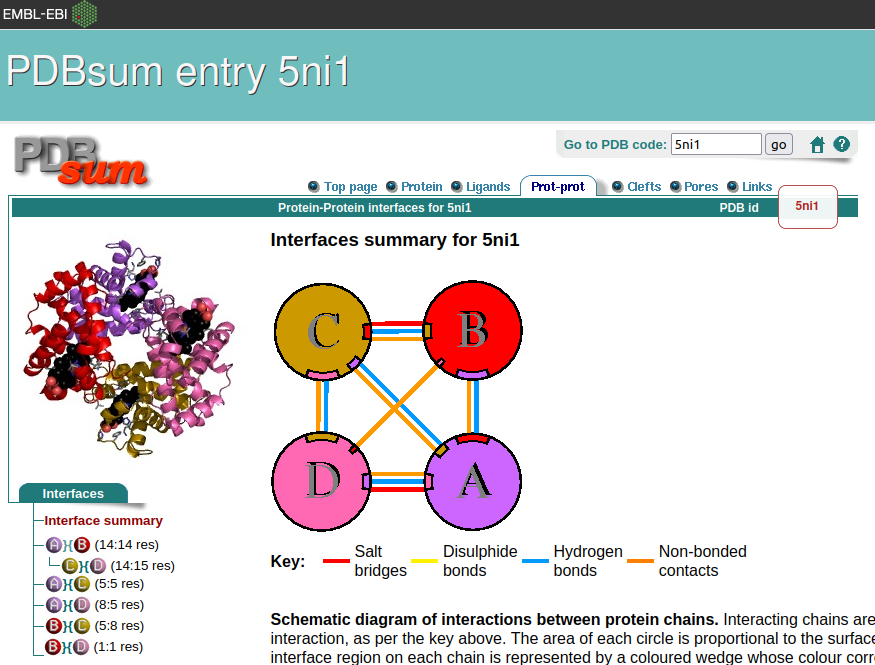 EMBL-EBI
PDBsum entry 5ni1
PDB
sum
Go to PDB code: 5ni1 go ?
Top page Protein Ligands Prot-prot Clefts Pores Links
Protein-Protein interfaces for 5ni1 PDB id 5ni1
Interfaces summary for 5ni1
C B
D A
Interfaces
Interface summary
A }{ B (14:14 res)
C }{ D (14:15 res)
A }{ C (5:5 res)
A }{ D (8:5 res)
B }{ C (5:8 res)
B }{ D (1:1 res)
Key: Salt bridges Disulphide bonds Hydrogen bonds Non-bonded contacts
Schematic diagram of interactions between protein chains. Interacting chains are
interaction, as per the key above. The area of each circle is proportional to the surface
interface region on each chain is represented by a coloured wedge whose colour corr